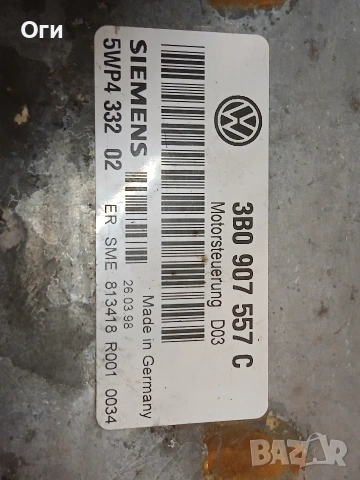 Оги
3B0 907 557 C
Motorsteuerung D03
Made in Germany
26.03.98
SIEMENS
5WP4 332 02
ER SME 813418 R001 0034
BAZAR